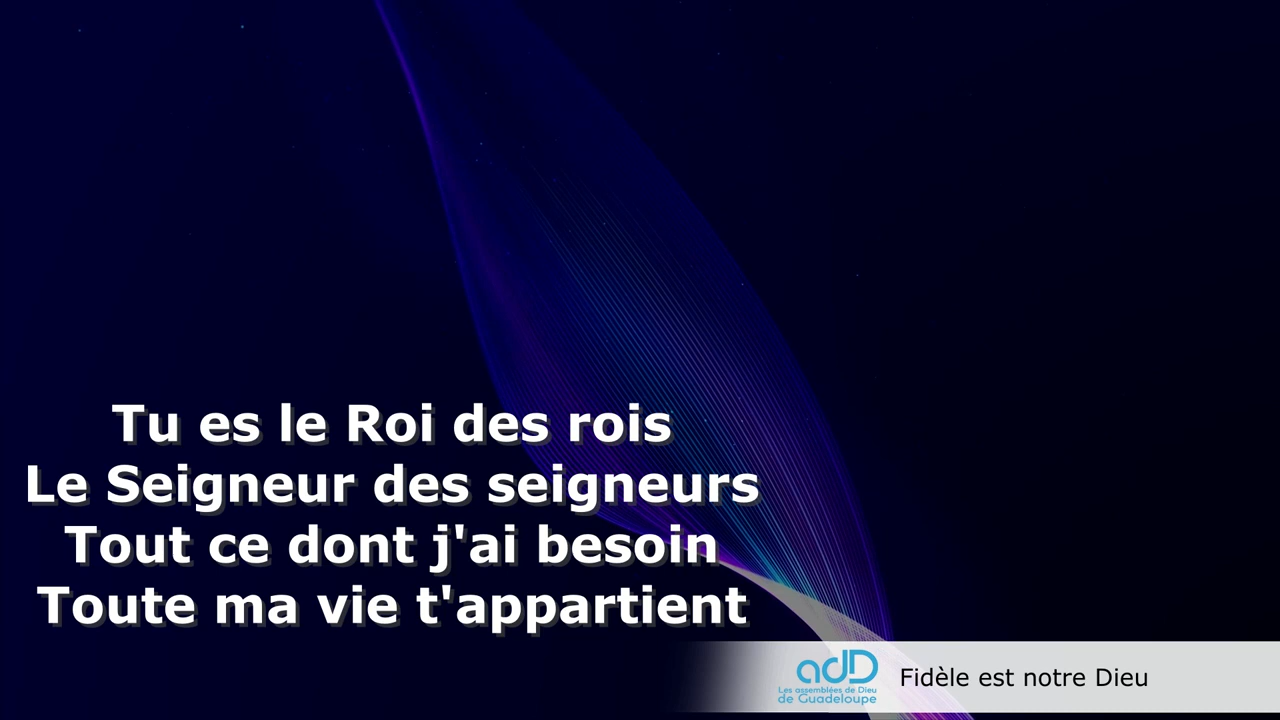 Tu es le Roi des rois
Le Seigneur des seigneurs
Tout ce dont j'ai besoin
Toute ma vie t'appartient
adD
Les assemblées de Dieu
de Guadeloupe
Fidèle est notre Dieu